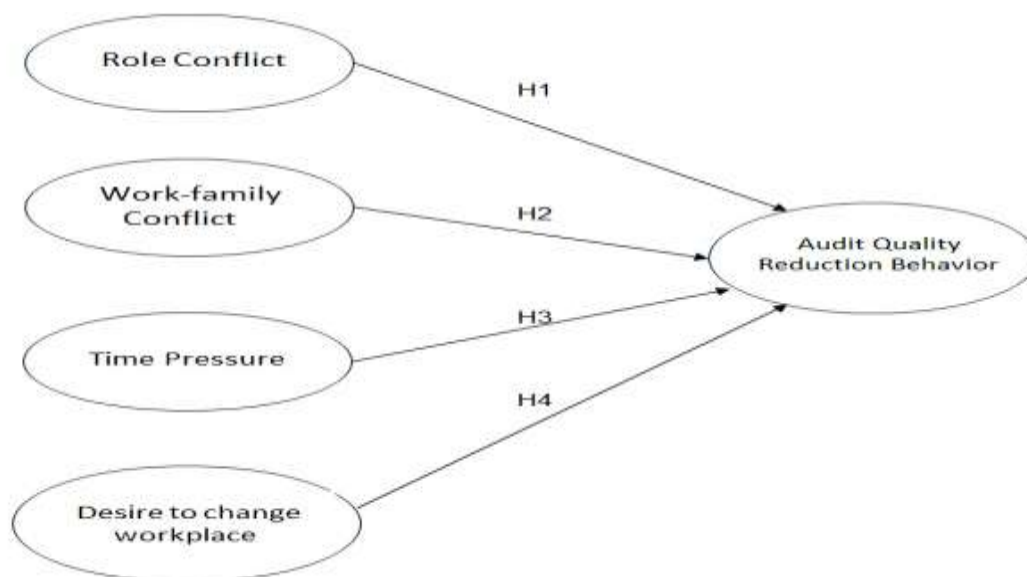 Role Conflict
H1
Work-family
Conflict
H2
Audit Quality
Reduction Behavior
Time Pressure
H3
H4
Desire to change
workplace